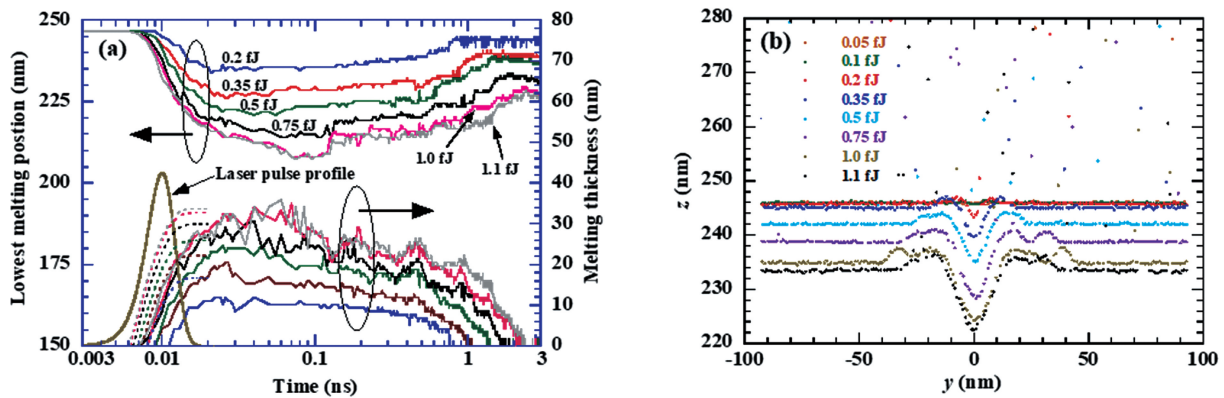 (a)
Lowest melting postion (nm)
250
225
200
175
150
0.2 fJ
0.35 fJ
0.5 fJ
0.75 fJ
1.0 fJ
1.1 fJ
Laser pulse profile
80
70
60
50
40
30
20
10
0
Melting thickness (nm)
0.003
0.01
0.1
1
3
Time (ns)
(b)
z (nm)
280
270
260
250
240
230
220
0.05 fJ
0.1 fJ
0.2 fJ
0.35 fJ
0.5 fJ
0.75 fJ
1.0 fJ
1.1 fJ
-100
-50
0
50
100
y (nm)